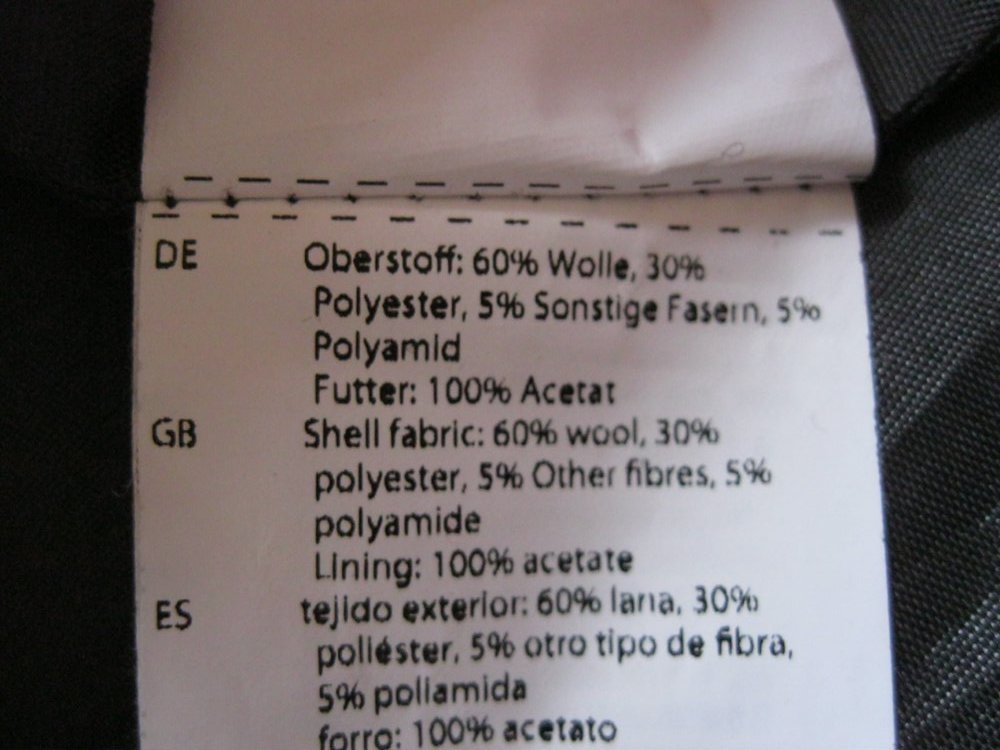 DE Oberstoff: 60% Wolle, 30%
Polyester, 5% Sonstige Fasern, 5%
Polyamid
Futter: 100% Acetat
GB Shell fabric: 60% wool, 30%
polyester, 5% Other fibres, 5%
polyamide
Lining: 100% acetate
ES tejido exterior: 60% lana, 30%
poliéster, 5% otro tipo de fibra,
5% poliamida
forro: 100% acetato